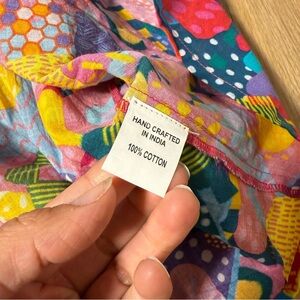 HAND CRAFTED
IN INDIA
100% COTTON